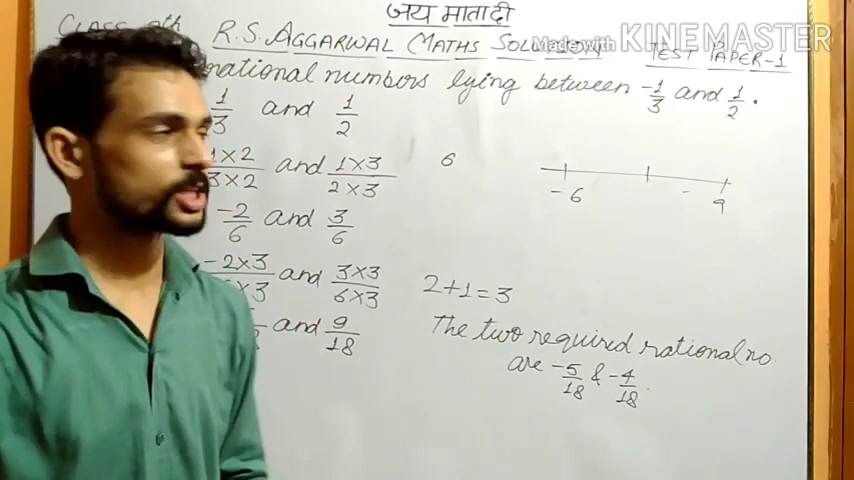 जय माता दी
CLASS 9th R.S. AGGARWAL MATHS SOLUTION TEST PAPER-1
Made with KINEMASTER
rational numbers lying between -1/3 and 1/2.
1/3 and 1/2
1×2/3×2 and 1×3/2×3 6
-2/6 and 3/6
-6 9
-2×3/6×3 and 3×3/6×3 2+1=3
and 9/18
The two required rational no.
are -5/18 & -4/18.